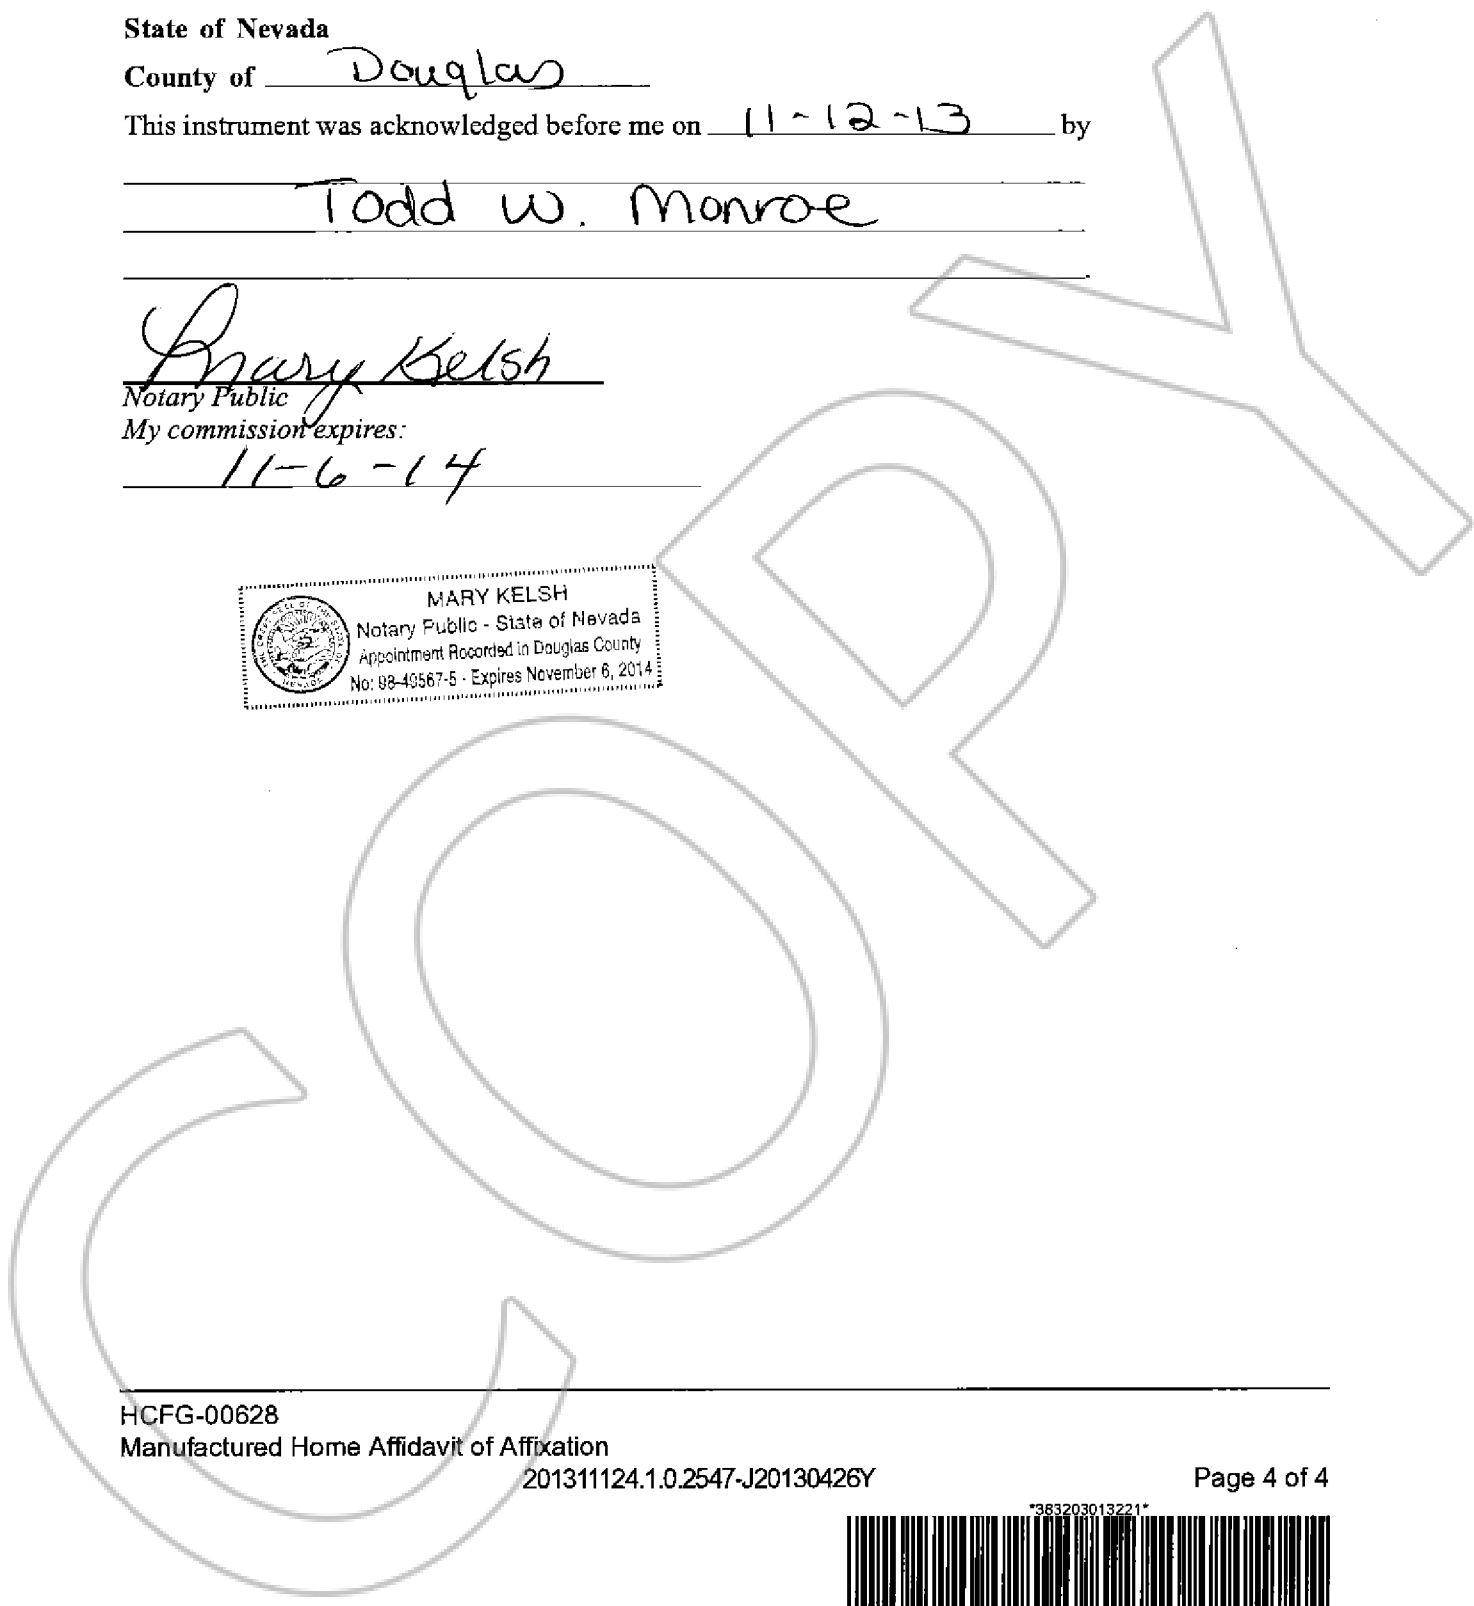 State of Nevada
County of Douglas
This instrument was acknowledged before me on 11-12-13 by
Todd W. Monroe
Mary Kelsh
Notary Public
My commission expires:
11-6-14
MARY KELSH
Notary Public - State of Nevada
Appointment Recorded in Douglas County
No: 98-49567-5 - Expires November 6, 2014
COPY
HCFG-00628
Manufactured Home Affidavit of Affixation
201311124.1.0.2547-J20130426Y Page 4 of 4
*383203013221*